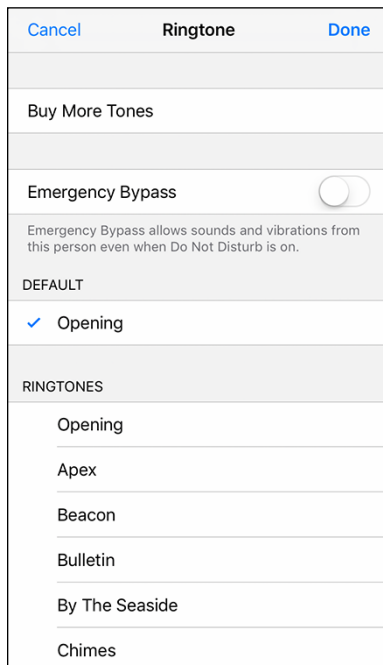 Cancel Ringtone Done
Buy More Tones
Emergency Bypass
Emergency Bypass allows sounds and vibrations from
this person even when Do Not Disturb is on.
DEFAULT
Opening
RINGTONES
Opening
Apex
Beacon
Bulletin
By The Seaside
Chimes